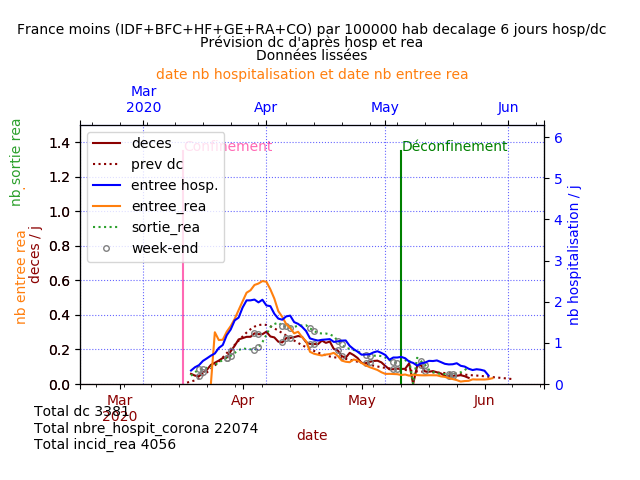 France moins (IDF+BFC+HF+GE+RA+CO) par 100000 hab decalage 6 jours hosp/dc
Prévision dc d'après hosp et rea
Données lissées
date nb hospitalisation et date nb entree rea
Mar Apr May Jun
2020
Confinement
Déconfinement
deces
prev dc
entree hosp.
entree_rea
sortie_rea
week-end
nb sortie rea
nb entree rea
deces / j
nb hospitalisation / j
1.4
1.2
1.0
0.8
0.6
0.4
0.2
0.0
6
5
4
3
2
1
0
Mar Apr May Jun
2020
date
Total dc 3381
Total nbre_hospit_corona 22074
Total incid_rea 4056